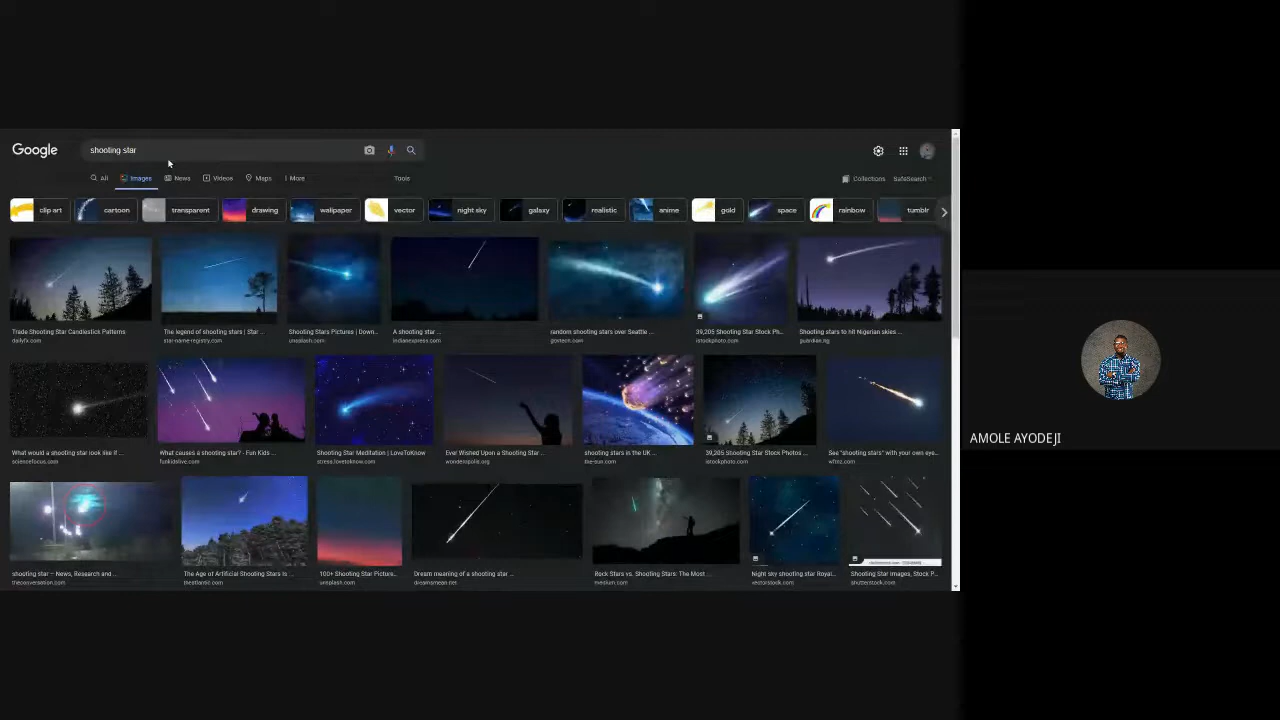 Google
shooting star
All
Images
News
Videos
Maps
More
Tools
Collections
SafeSearch
clip art
cartoon
transparent
drawing
wallpaper
vector
night sky
galaxy
realistic
anime
gold
space
rainbow
tumblr
Trade Shooting Star Candlestick Patterns
dailyfx.com
The legend of shooting stars | Star ...
star-name-registry.com
Shooting Stars Pictures | Down...
unsplash.com
A shooting star ...
indianexpress.com
random shooting stars over Seattle ...
39,205 Shooting Star Stock Ph...
istockphoto.com
Shooting stars to hit Nigerian skies ...
guardian.ng
What would a shooting star look like if ...
sciencefocus.com
What causes a shooting star? - Fun Kids ...
funkidslive.com
Shooting Star Meditation | LoveToKnow
stress.lovetoknow.com
Ever Wished Upon a Shooting Star...
wonderopolis.org
shooting stars in the UK ...
the-sun.com
39,205 Shooting Star Stock Photos ...
istockphoto.com
See "shooting stars" with your own eye...
wfmz.com
shooting star – News, Research and ...
theconversation.com
The Age of Artificial Shooting Stars Is ...
theatlantic.com
100+ Shooting Star Picture...
unsplash.com
Dream meaning of a shooting star ...
dreamsmean.net
Rock Stars vs. Shooting Stars: The Most ...
medium.com
Night sky shooting star Royal...
vectorstock.com
Shooting Star Images, Stock P...
shutterstock.com
AMOLE AYODEJI